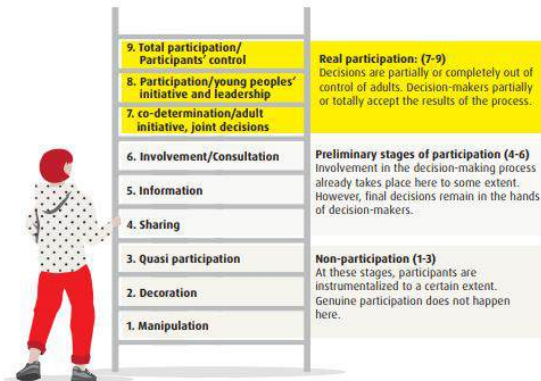 9. Total participation/
Participants' control
8. Participation/young peoples'
initiative and leadership
7. co-determination/adult
initiative, joint decisions
6. Involvement/Consultation
5. Information
4. Sharing
3. Quasi participation
2. Decoration
1. Manipulation
Real participation: (7-9)
Decisions are partially or completely out of
control of adults. Decision-makers partially
or totally accept the results of the process.
Preliminary stages of participation (4-6)
Involvement in the decision-making process
already takes place here to some extent.
However, final decisions remain in the hands
of decision-makers.
Non-participation (1-3)
At these stages, participants are
instrumentalized to a certain extent.
Genuine participation does not happen
here.